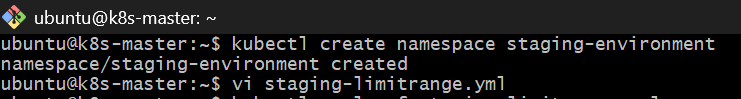 ubuntu@k8s-master: ~
ubuntu@k8s-master:~$ kubectl create namespace staging-environment
namespace/staging-environment created
ubuntu@k8s-master:~$ vi staging-limitrange.yml